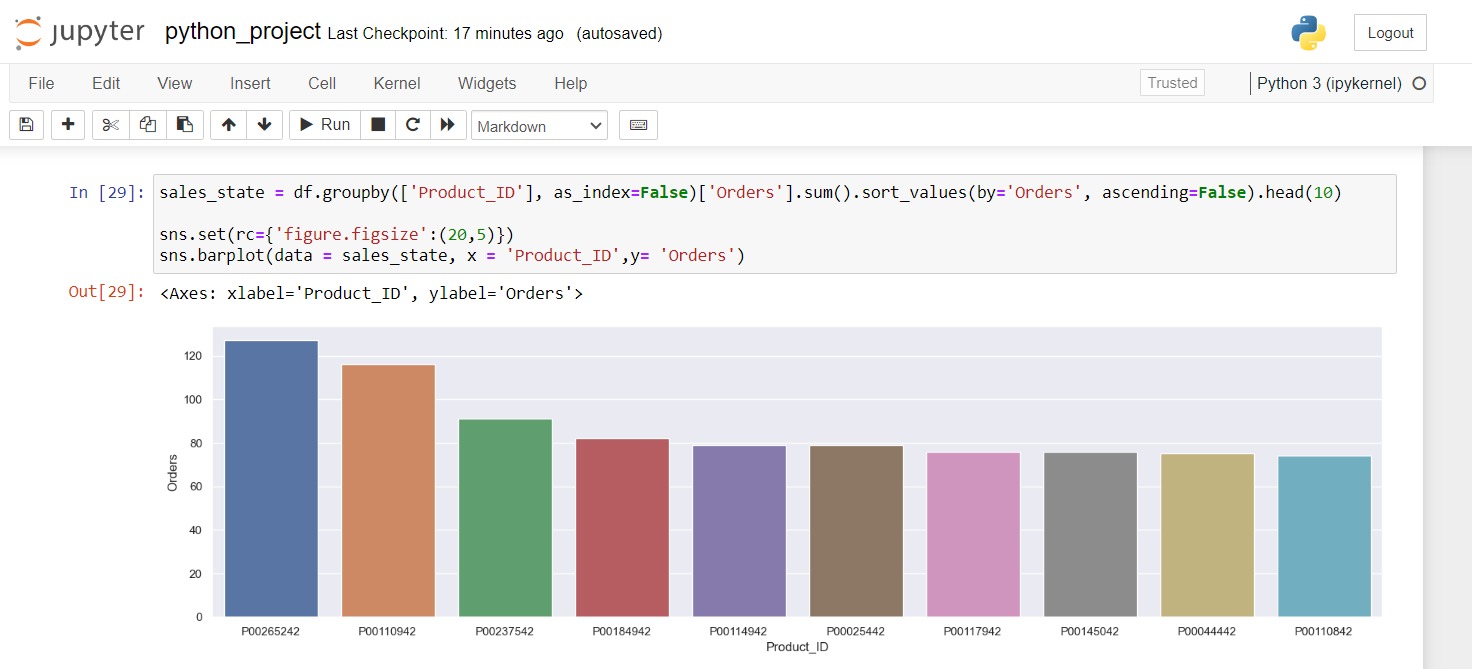 jupyter python_project Last Checkpoint: 17 minutes ago (autosaved) Logout
File Edit View Insert Cell Kernel Widgets Help Trusted Python 3 (ipykernel)
Run Markdown
In [29]: sales_state = df.groupby(['Product_ID'], as_index=False)['Orders'].sum().sort_values(by='Orders', ascending=False).head(10)
sns.set(rc={'figure.figsize':(20,5)})
sns.barplot(data = sales_state, x = 'Product_ID',y= 'Orders')
Out[29]: <Axes: xlabel='Product_ID', ylabel='Orders'>
120
100
80
Orders
60
40
20
0
P00265242 P00110942 P00237542 P00184942 P00114942 P00025442 P00117942 P00145042 P00044442 P00110842
Product_ID